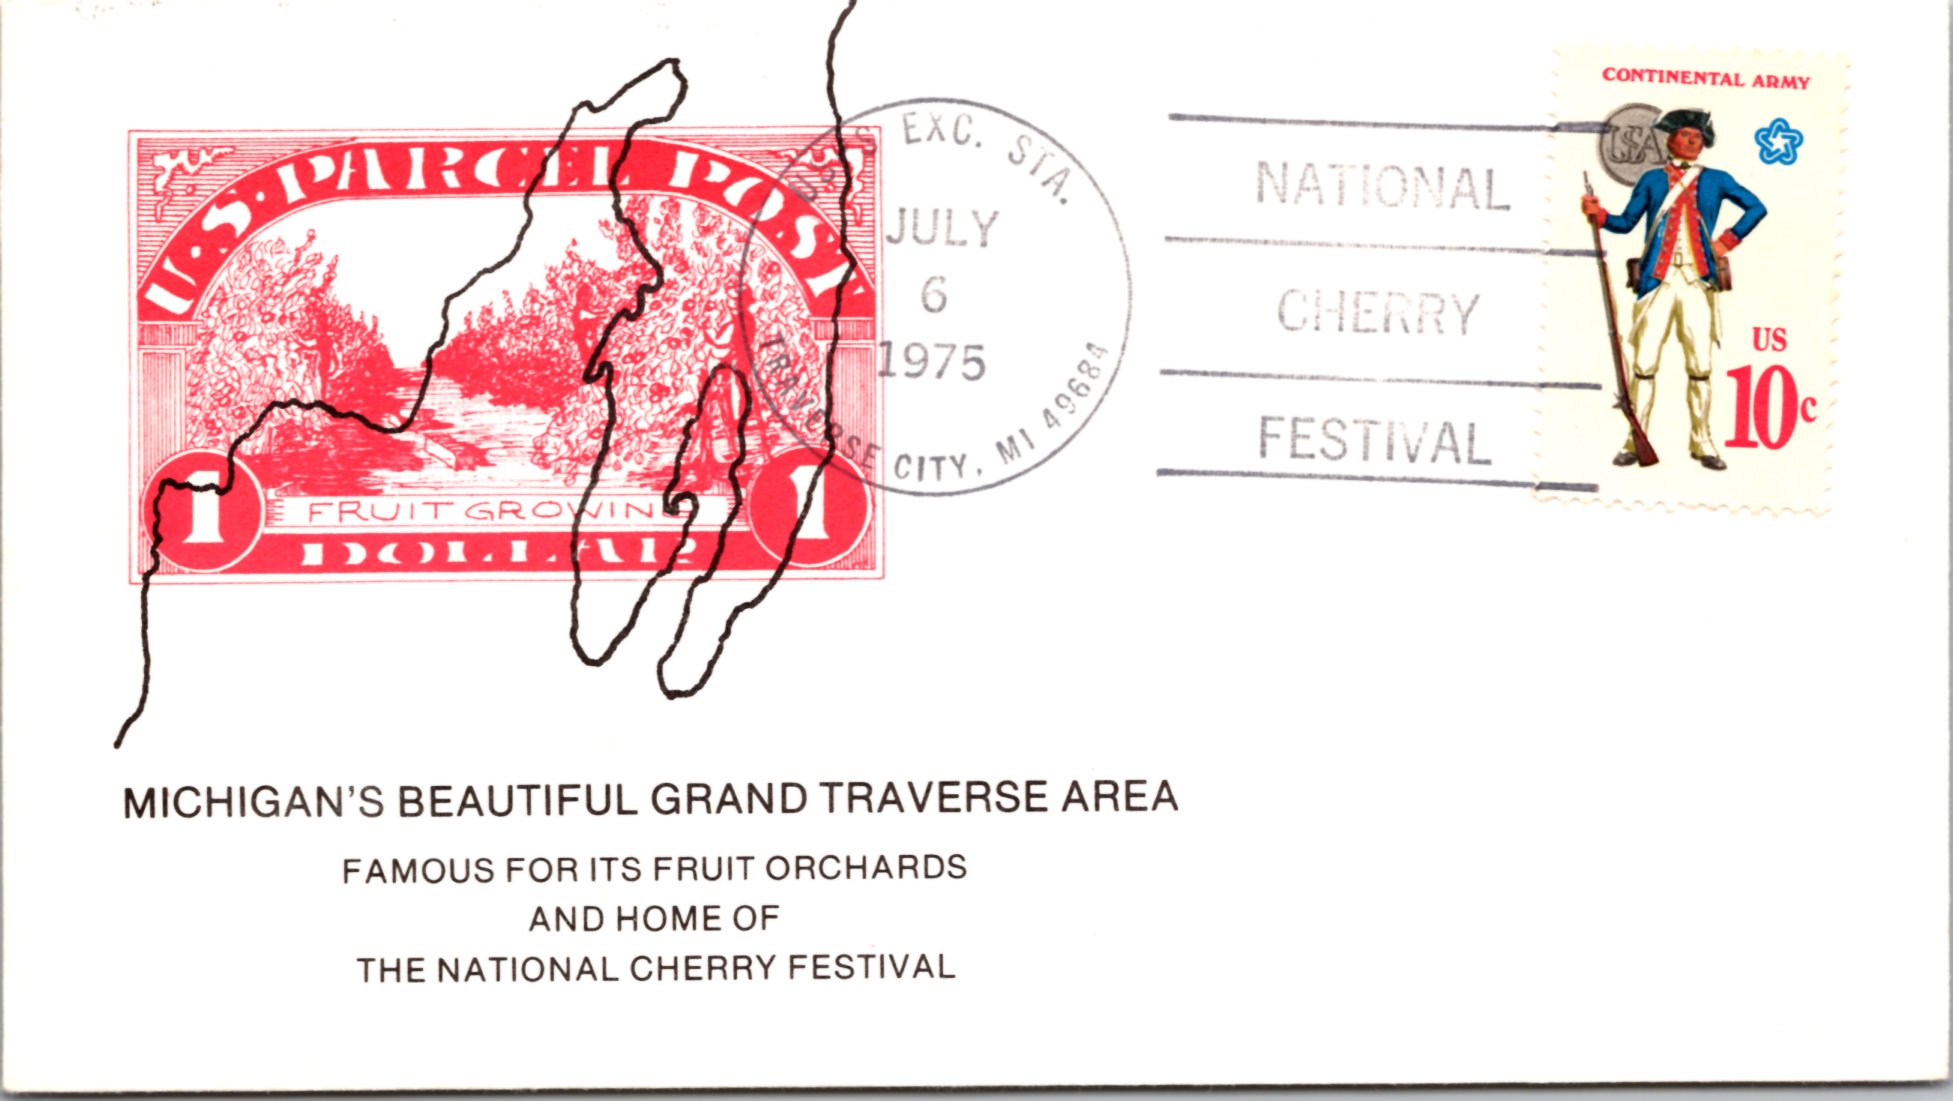 U.S. PARCEL POST
1
FRUIT GROWING
1
DOLLAR
EXC. STA.
JULY
6
1975
TRAVERSE CITY, MI 49684
NATIONAL
CHERRY
FESTIVAL
CONTINENTAL ARMY
USA
US
10c
MICHIGAN'S BEAUTIFUL GRAND TRAVERSE AREA
FAMOUS FOR ITS FRUIT ORCHARDS
AND HOME OF
THE NATIONAL CHERRY FESTIVAL